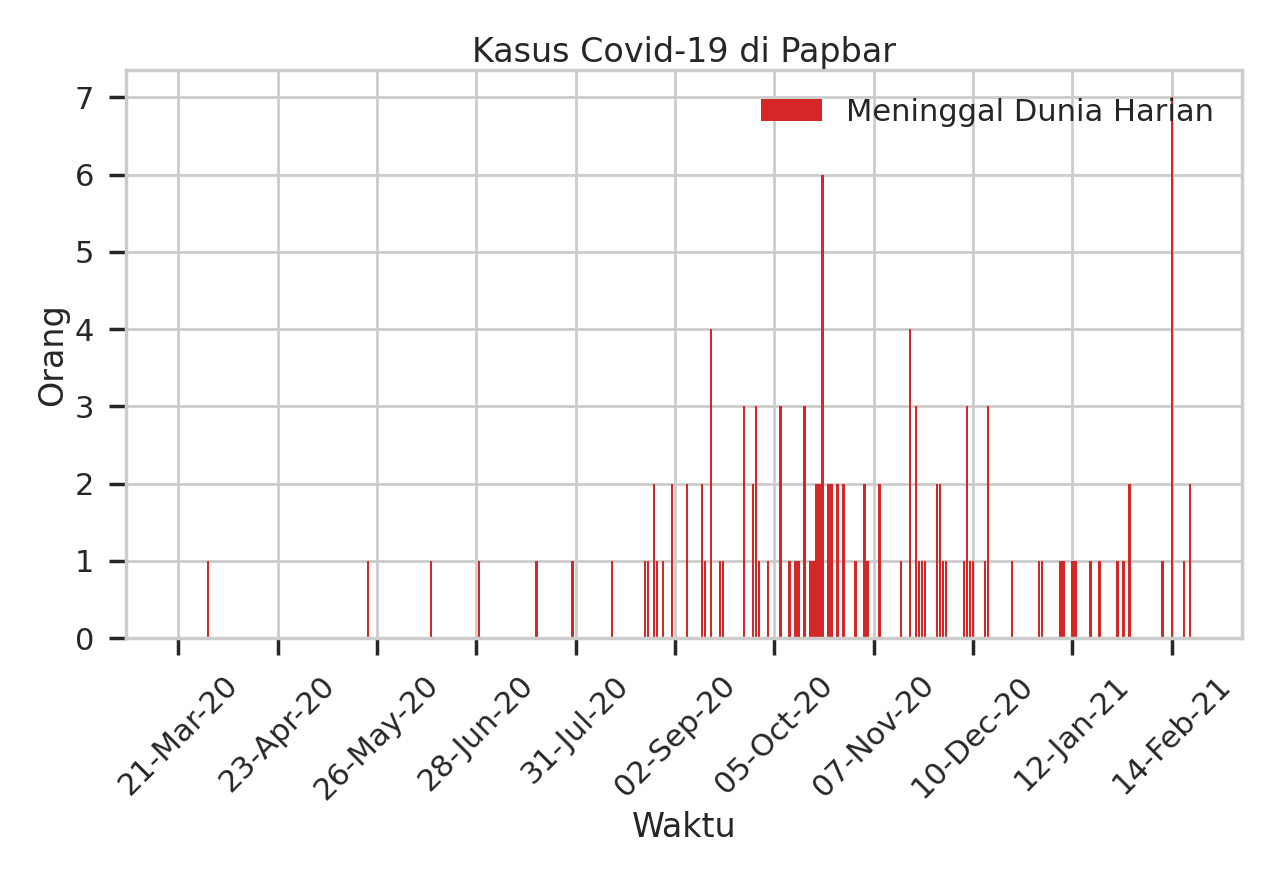 Kasus Covid-19 di Papbar
Meninggal Dunia Harian
Orang
7
6
5
4
3
2
1
0
21-Mar-20
23-Apr-20
26-May-20
28-Jun-20
31-Jul-20
02-Sep-20
05-Oct-20
07-Nov-20
10-Dec-20
12-Jan-21
14-Feb-21
Waktu